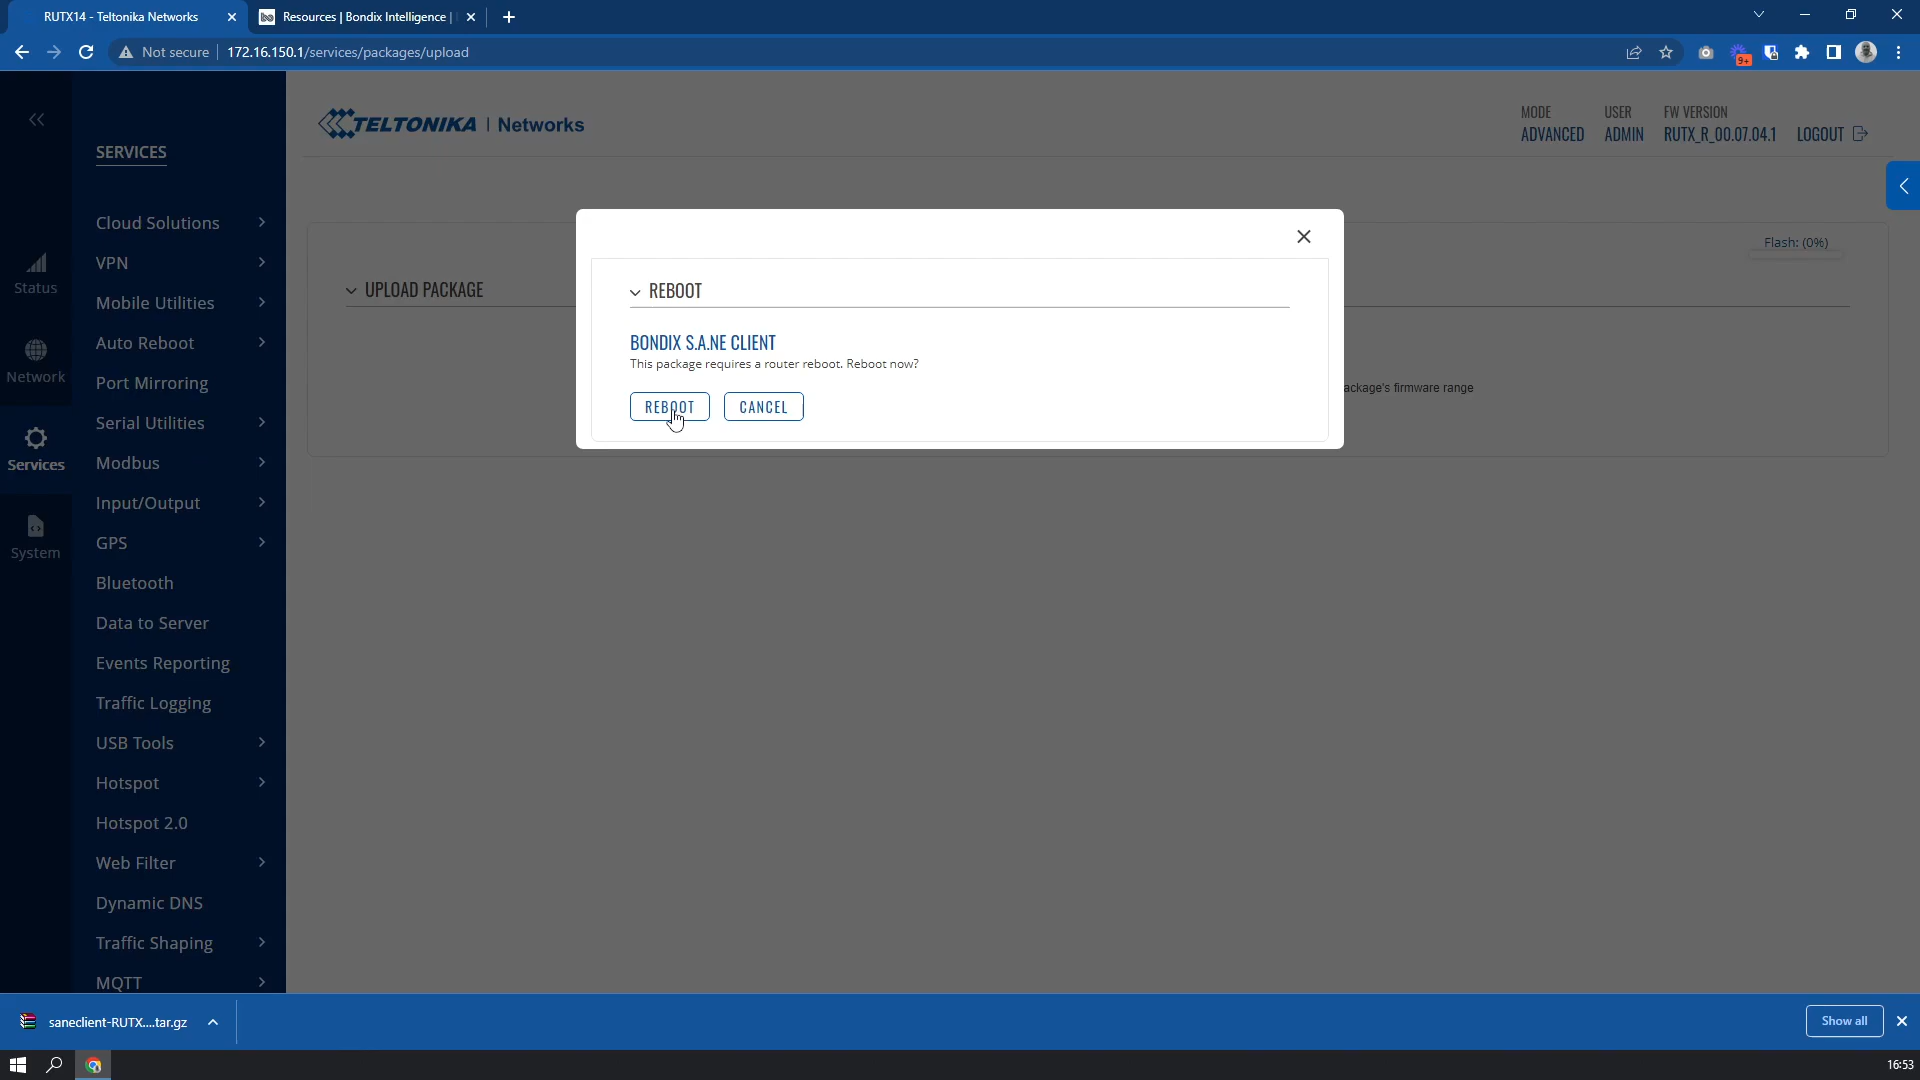 RUTX14 - Teltonika Networks
Resources | Bondix Intelligence |
Not secure
172.16.150.1/services/packages/upload
9+
SERVICES
Cloud Solutions
VPN
Mobile Utilities
Auto Reboot
Port Mirroring
Serial Utilities
Modbus
Input/Output
GPS
Bluetooth
Data to Server
Events Reporting
Traffic Logging
USB Tools
Hotspot
Hotspot 2.0
Web Filter
Dynamic DNS
Traffic Shaping
MQTT
Status
Network
Services
System
TELTONIKA | Networks
MODE
ADVANCED
USER
ADMIN
FW VERSION
RUTX_R_00.07.04.1
LOGOUT
Flash: (0%)
UPLOAD PACKAGE
ackage's firmware range
REBOOT
BONDIX S.A.NE CLIENT
This package requires a router reboot. Reboot now?
REBOOT
CANCEL
saneclient-RUTX....tar.gz
Show all
16:53